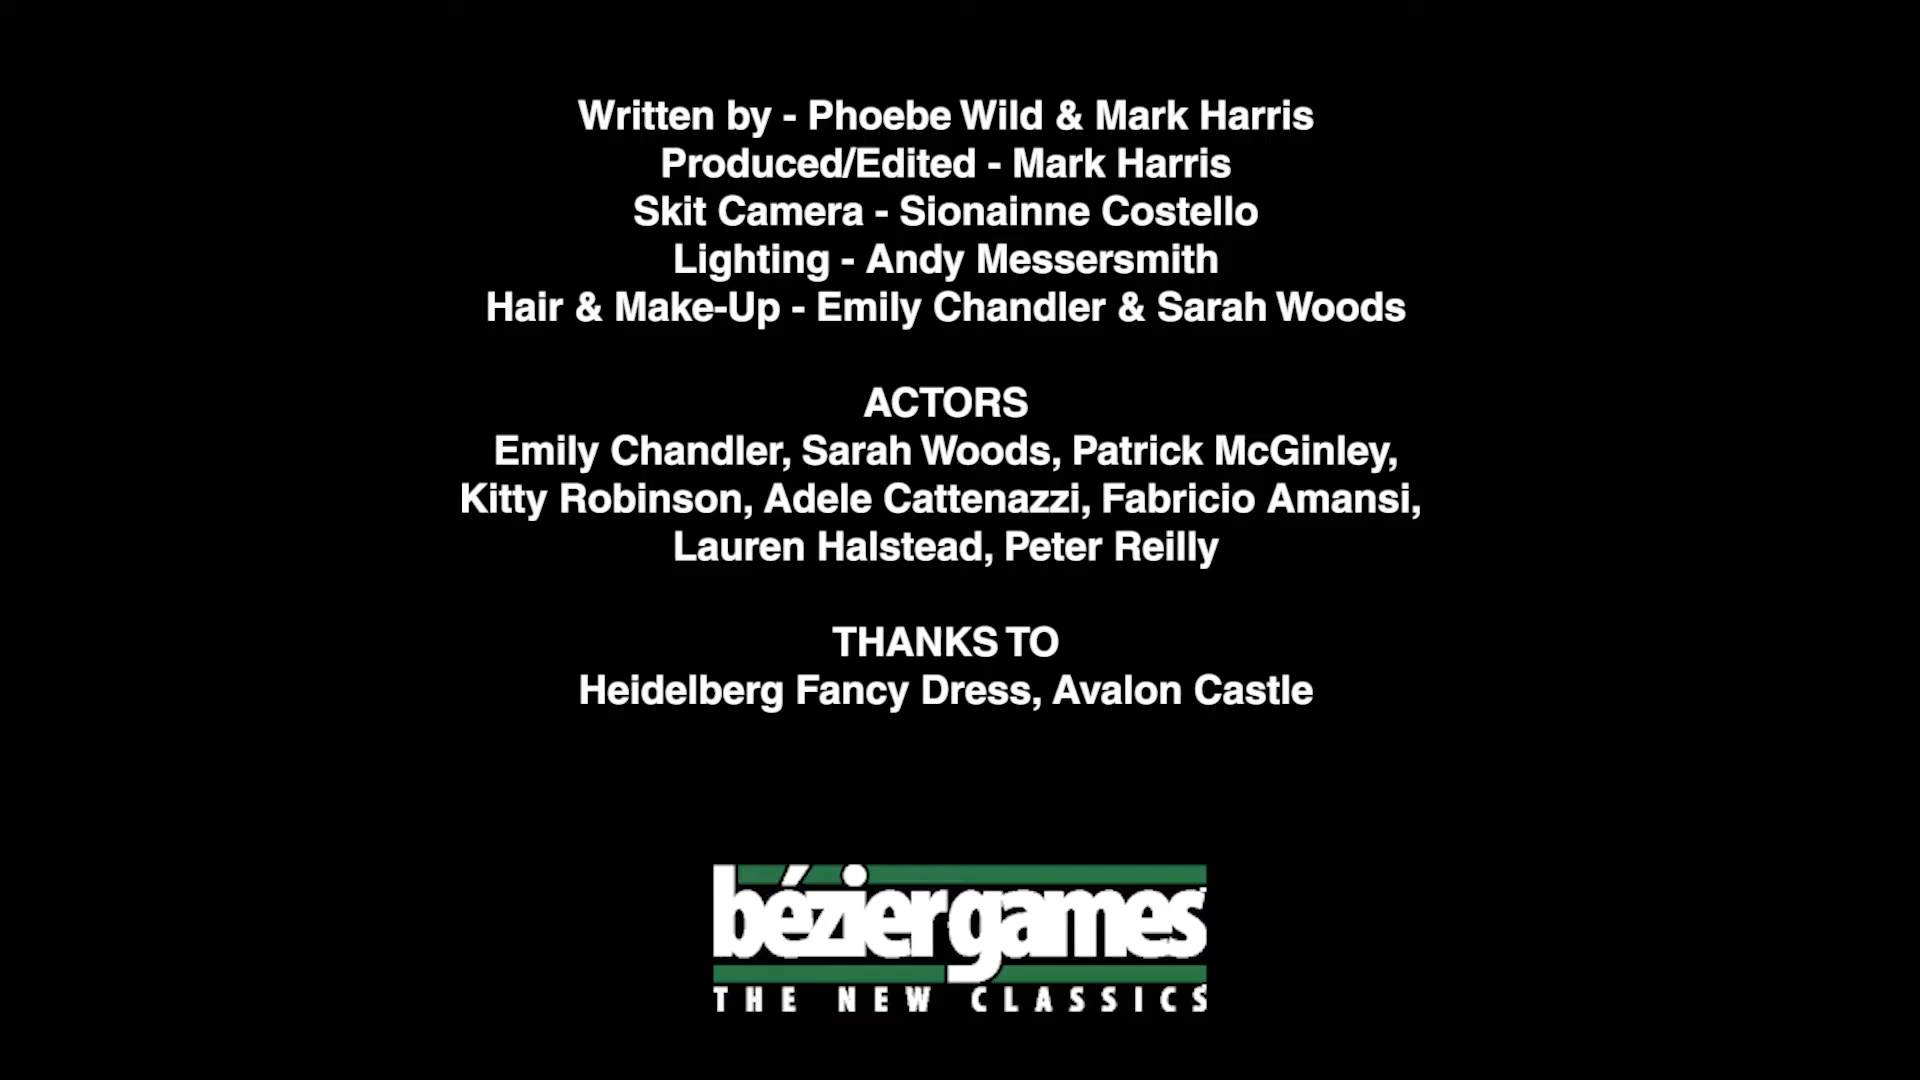 Written by - Phoebe Wild & Mark Harris
Produced/Edited - Mark Harris
Skit Camera - Sionainne Costello
Lighting - Andy Messersmith
Hair & Make-Up - Emily Chandler & Sarah Woods
ACTORS
Emily Chandler, Sarah Woods, Patrick McGinley,
Kitty Robinson, Adele Cattenazzi, Fabricio Amansi,
Lauren Halstead, Peter Reilly
THANKS TO
Heidelberg Fancy Dress, Avalon Castle
béziergames
THE NEW CLASSICS